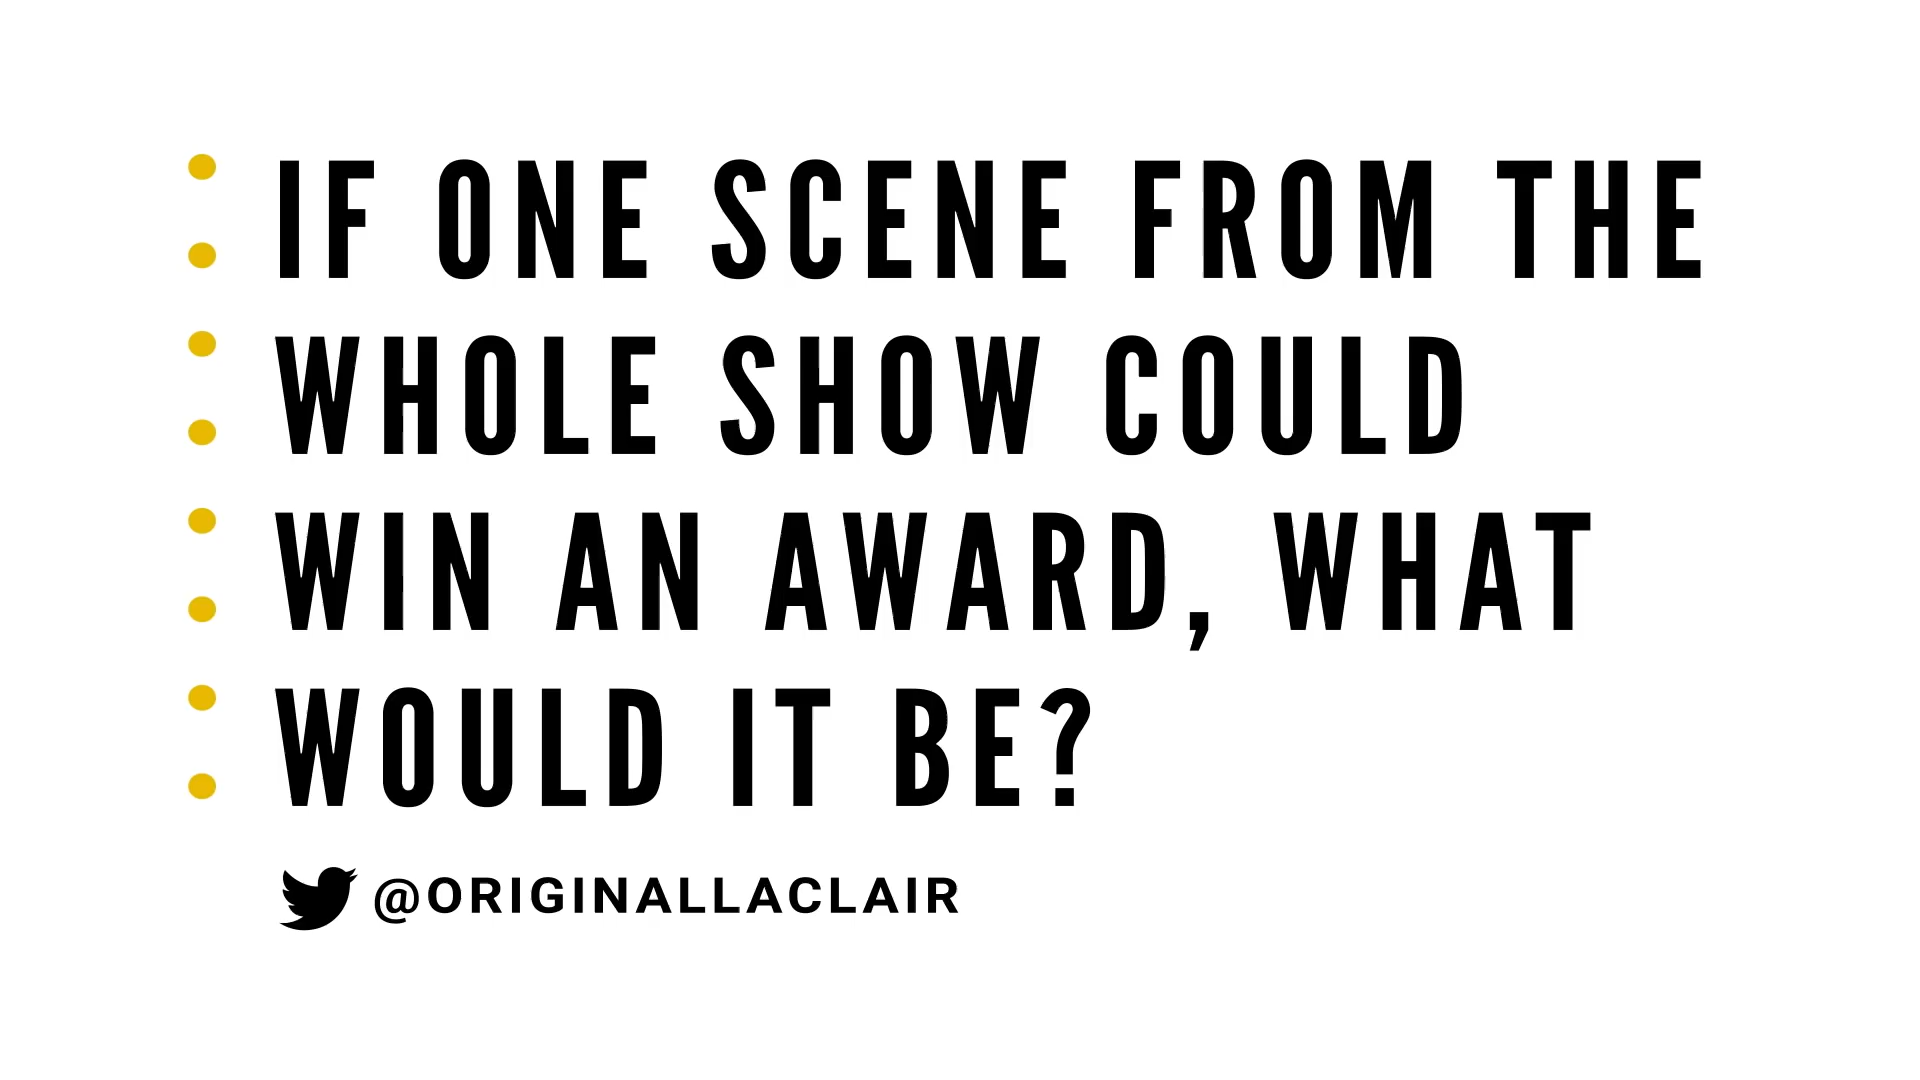 IF ONE SCENE FROM THE
WHOLE SHOW COULD
WIN AN AWARD, WHAT
WOULD IT BE?
@ORIGINALLACLAIR